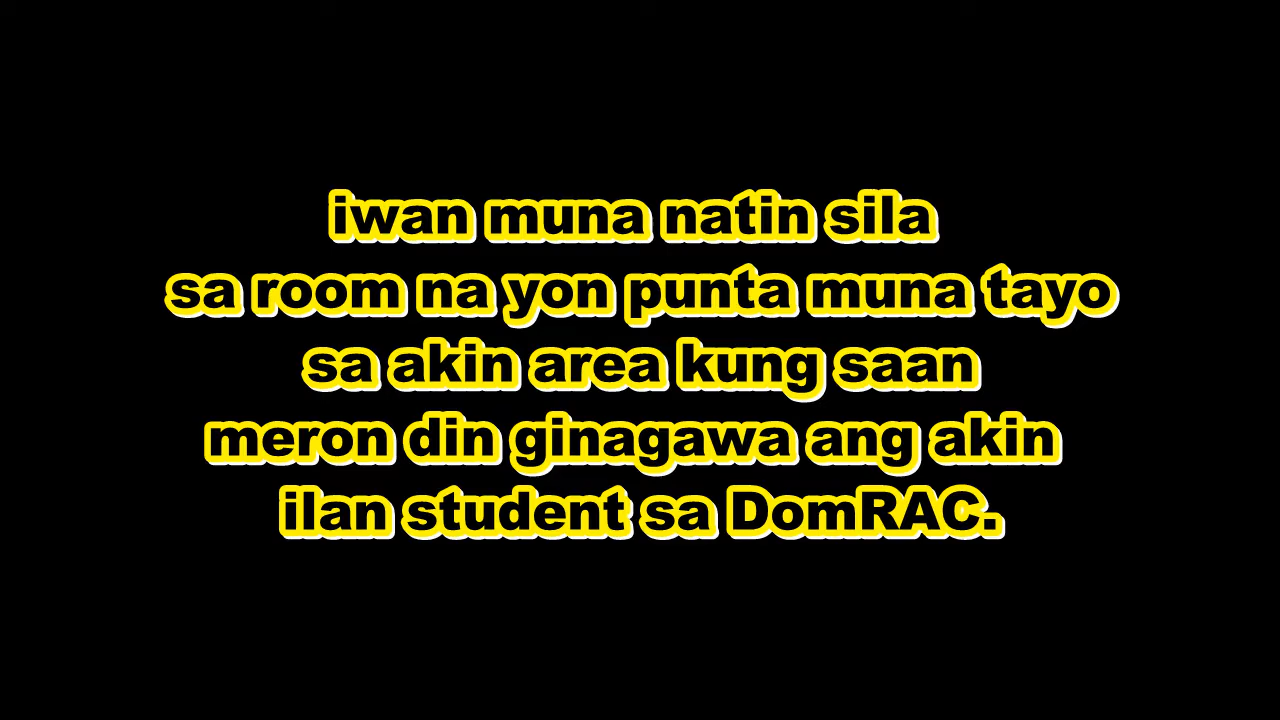 iwan muna natin sila
sa room na yon punta muna tayo
sa akin area kung saan
meron din ginagawa ang akin
ilan student sa DomRAC.